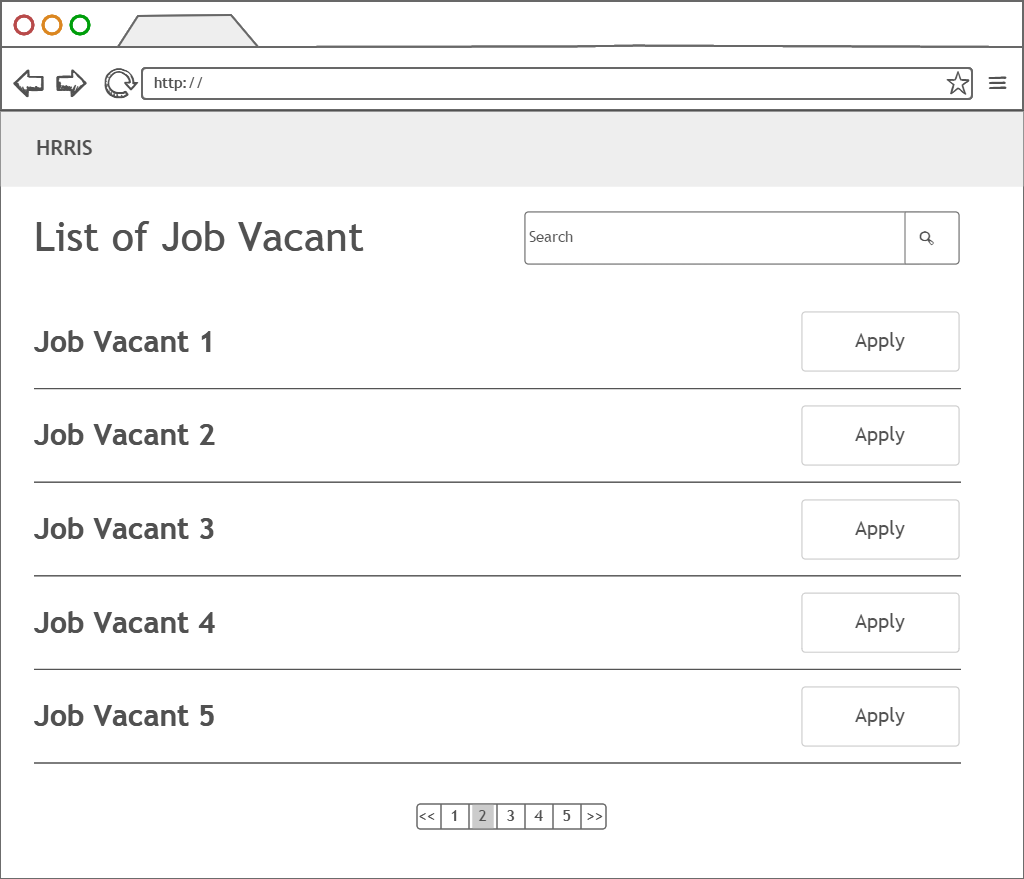 http://
HRRIS
List of Job Vacant
Search
Job Vacant 1
Apply
Job Vacant 2
Apply
Job Vacant 3
Apply
Job Vacant 4
Apply
Job Vacant 5
Apply
<< 1 2 3 4 5 >>